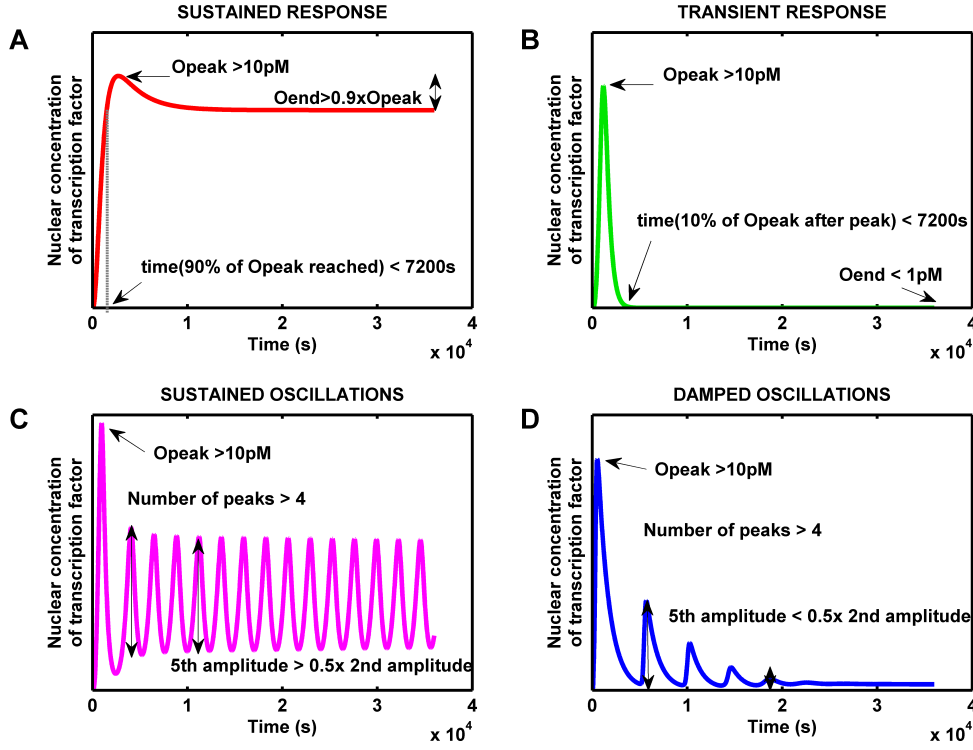 SUSTAINED RESPONSE
A
Nuclear concentration
of transcription factor
Opeak >10pM
Oend>0.9xOpeak
time(90% of Opeak reached) < 7200s
0 1 2 3 4
x 10^4
Time (s)
TRANSIENT RESPONSE
B
Nuclear concentration
of transcription factor
Opeak >10pM
time(10% of Opeak after peak) < 7200s
Oend < 1pM
0 1 2 3 4
x 10^4
Time (s)
SUSTAINED OSCILLATIONS
C
Nuclear concentration
of transcription factor
Opeak >10pM
Number of peaks > 4
5th amplitude > 0.5x 2nd amplitude
0 1 2 3 4
x 10^4
Time (s)
DAMPED OSCILLATIONS
D
Nuclear concentration
of transcription factor
Opeak >10pM
Number of peaks > 4
5th amplitude < 0.5x 2nd amplitude
0 1 2 3 4
x 10^4
Time (s)